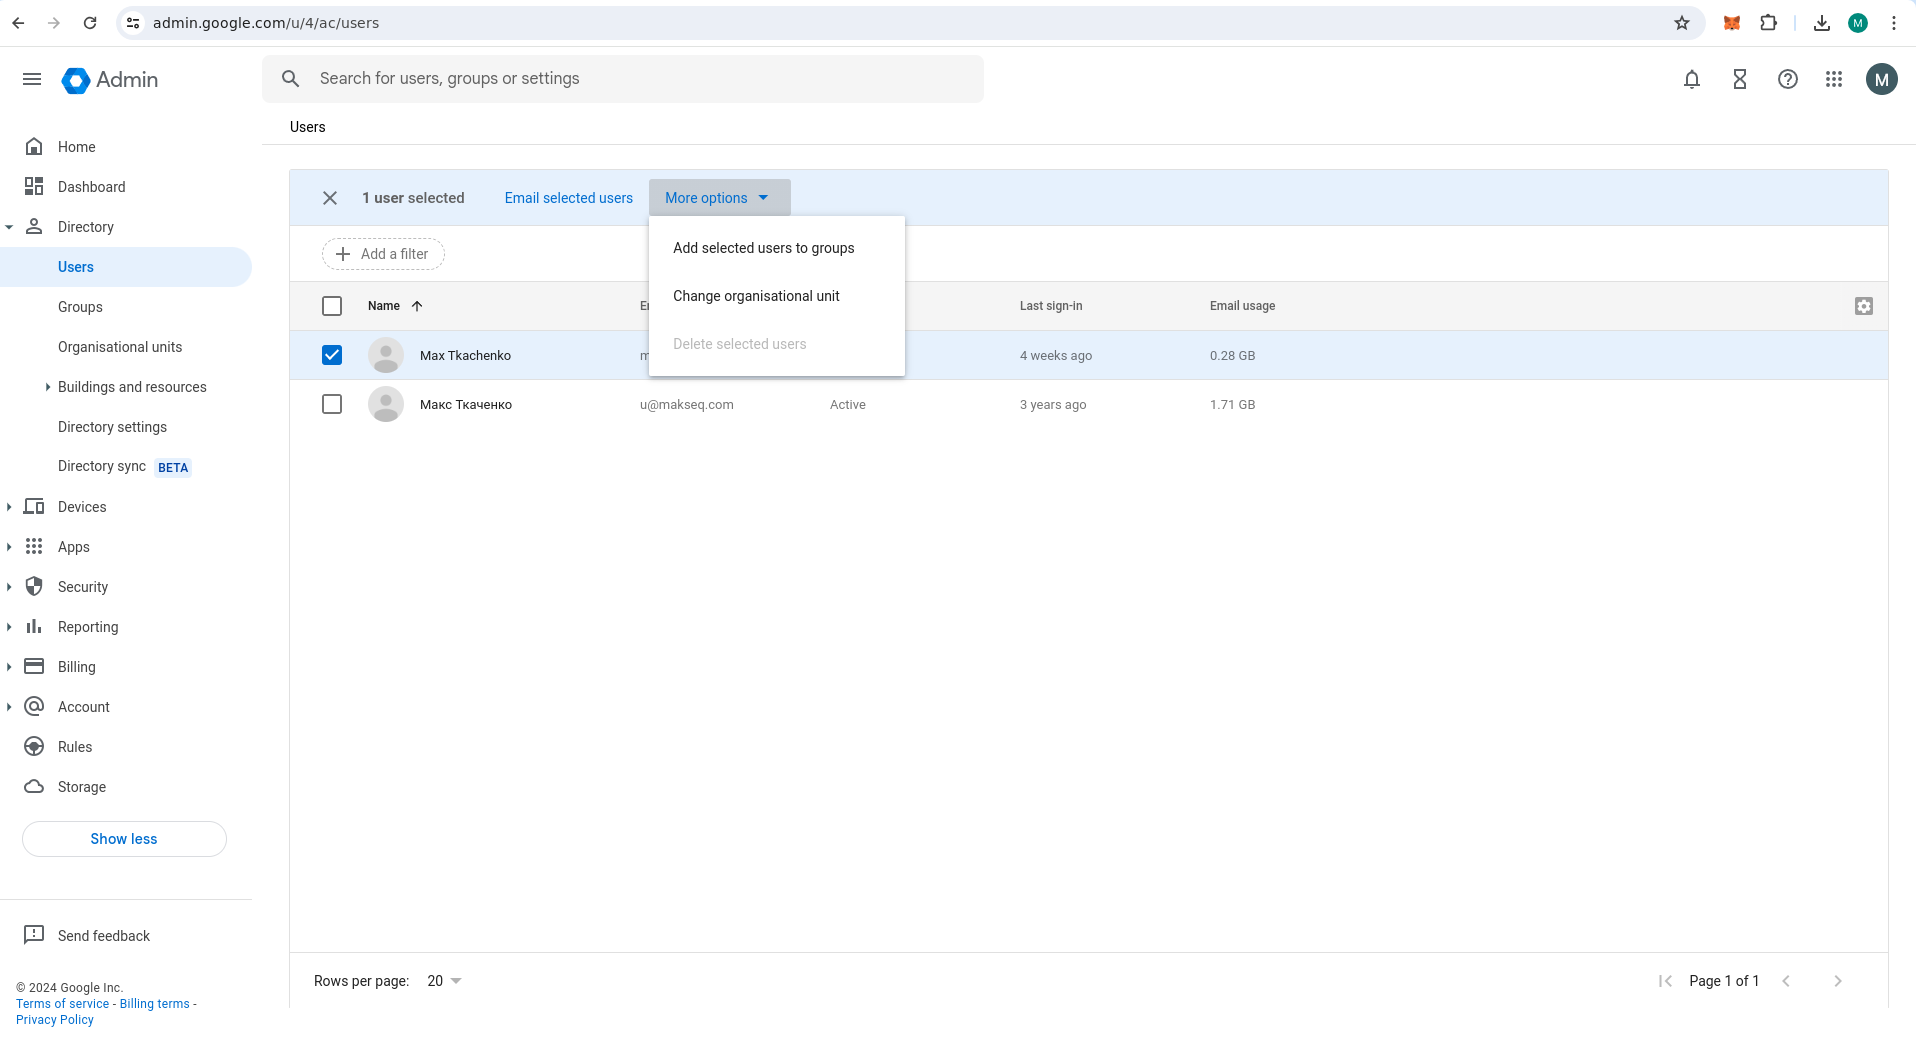 admin.google.com/u/4/ac/users
M
Admin
Search for users, groups or settings
M
Users
Home
Dashboard
Directory
Users
Groups
Organisational units
Buildings and resources
Directory settings
Directory sync BETA
Devices
Apps
Security
Reporting
Billing
Account
Rules
Storage
Show less
Send feedback
© 2024 Google Inc.
Terms of service - Billing terms -
Privacy Policy
1 user selected Email selected users More options
Add selected users to groups
Change organisational unit
Delete selected users
Add a filter
Name Last sign-in Email usage
Max Tkachenko 4 weeks ago 0.28 GB
Макс Ткаченко u@makseq.com Active 3 years ago 1.71 GB
Rows per page: 20 Page 1 of 1